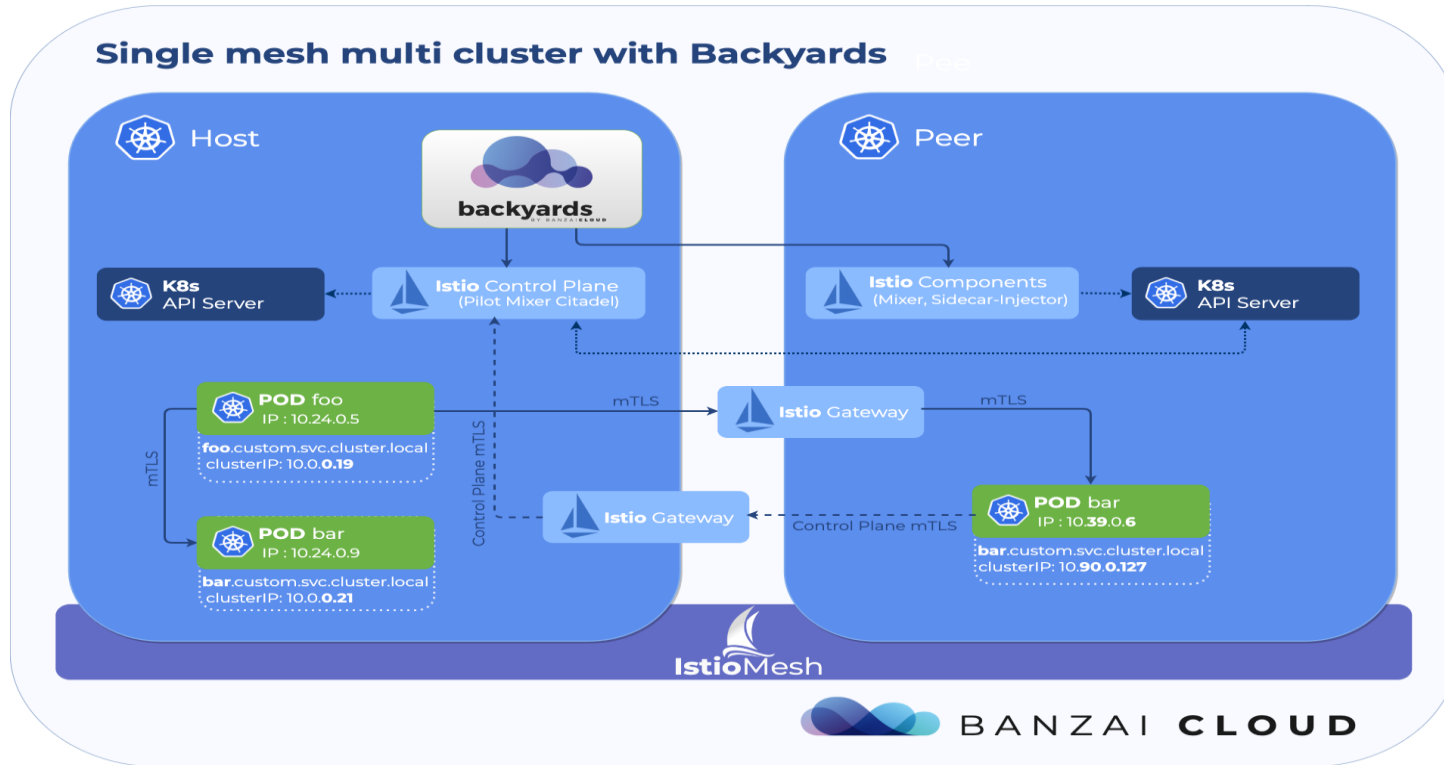 Single mesh multi cluster with Backyards
Pee
Host
Peer
backyards
BY BANZAICLOUD
K8s
API Server
Istio Control Plane
(Pilot Mixer Citadel)
Istio Components
(Mixer, Sidecar-Injector)
K8s
API Server
POD foo
IP : 10.24.0.5
foo.custom.svc.cluster.local
clusterIP: 10.0.0.19
mTLS
mTLS
Istio Gateway
mTLS
Control Plane mTLS
Istio Gateway
Control Plane mTLS
POD bar
IP : 10.39.0.6
bar.custom.svc.cluster.local
clusterIP: 10.90.0.127
POD bar
IP : 10.24.0.9
bar.custom.svc.cluster.local
clusterIP: 10.0.0.21
IstioMesh
BANZAI CLOUD